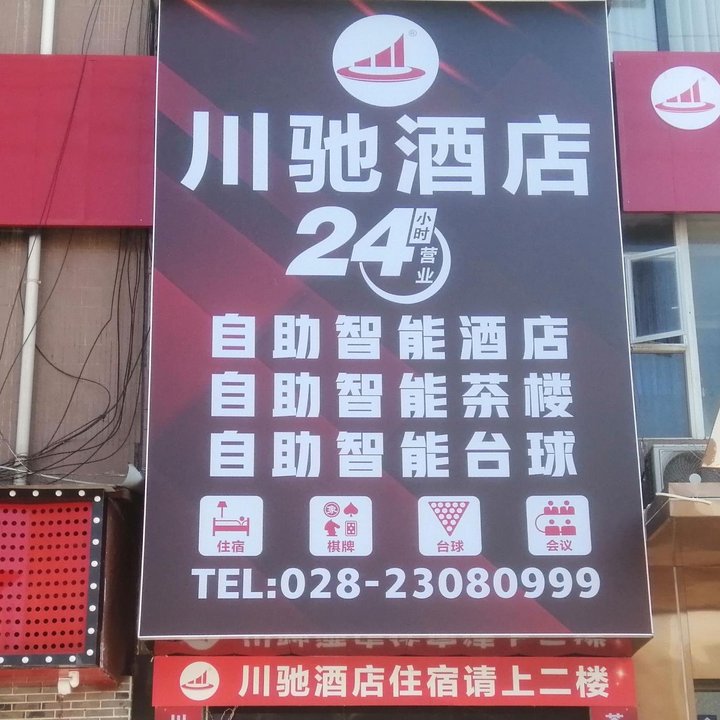 川驰酒店
24小时营业
自助智能酒店
自助智能茶楼
自助智能台球
住宿 棋牌 台球 会议
TEL:028-23080999
川驰酒店住宿请上二楼